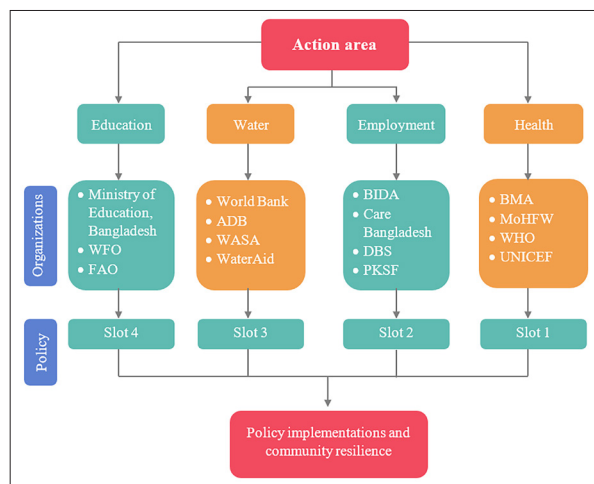 Action area
Education
Water
Employment
Health
Organizations
• Ministry of
Education,
Bangladesh
• WFO
• FAO
• World Bank
• ADB
• WASA
• WaterAid
• BIDA
• Care
Bangladesh
• DBS
• PKSF
• BMA
• MoHFW
• WHO
• UNICEF
Policy
Slot 4
Slot 3
Slot 2
Slot 1
Policy implementations and
community resilience